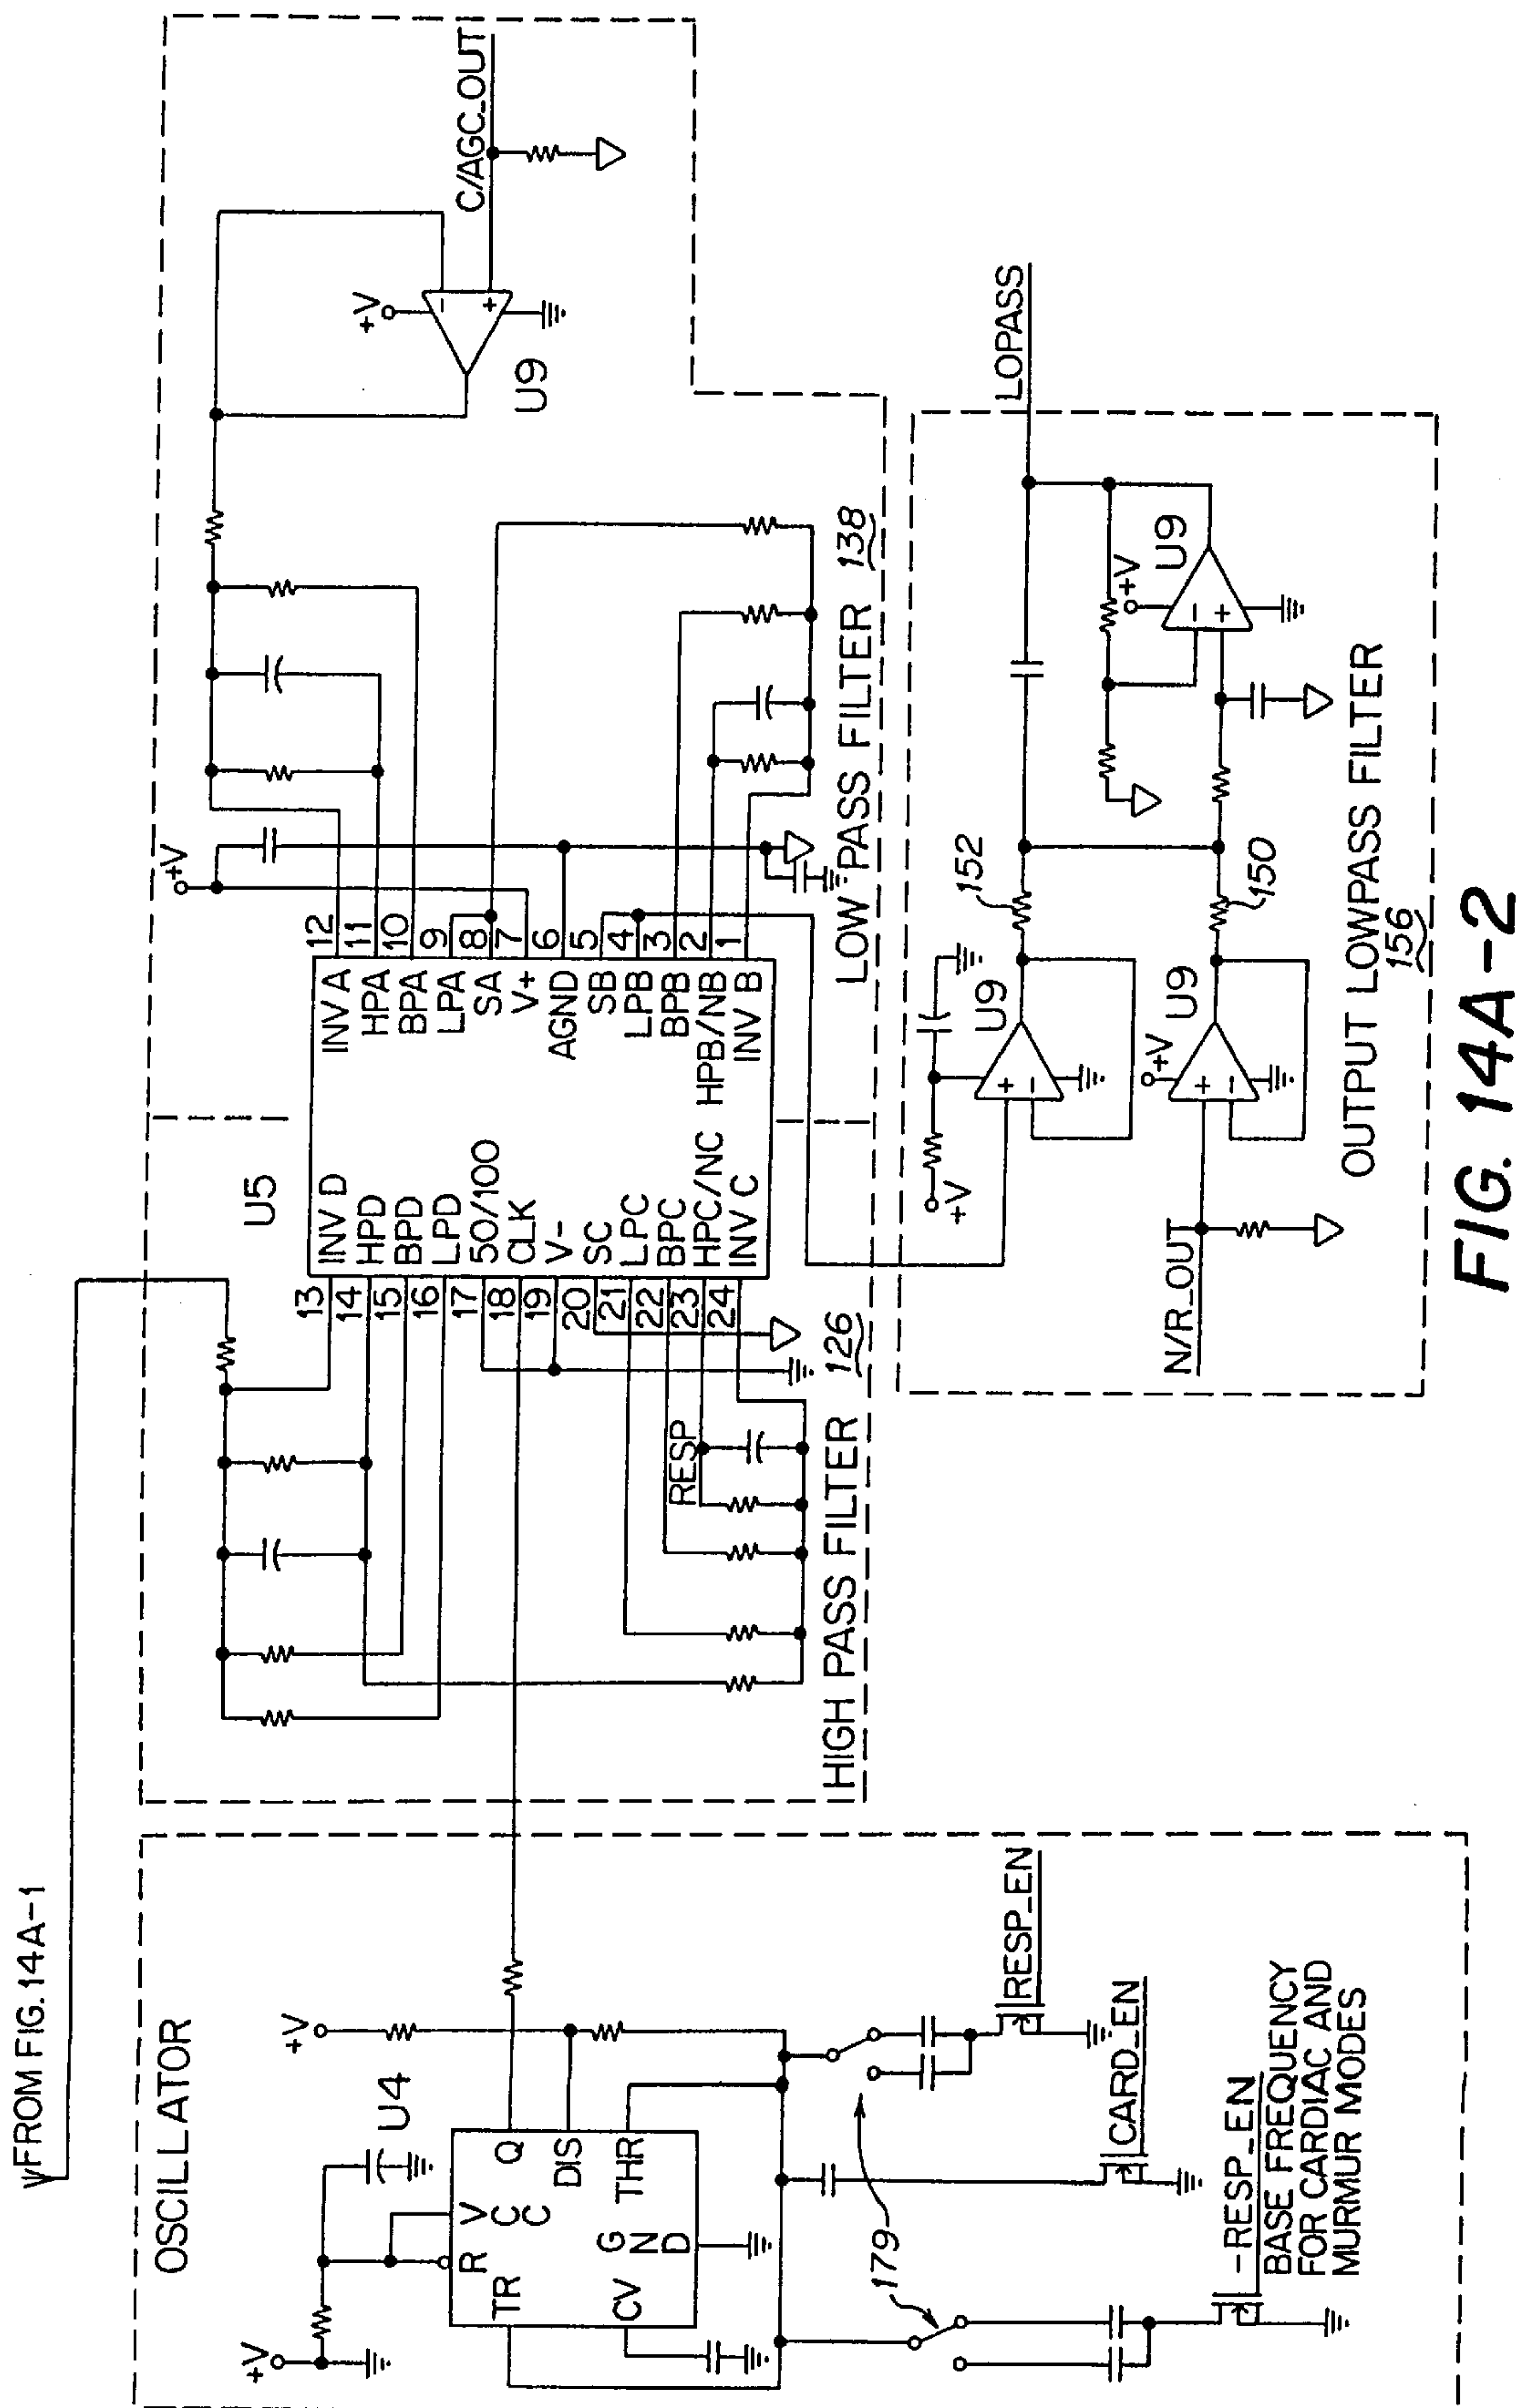 FROM FIG. 14A-1
OSCILLATOR
+V
+V
U4
R
V
C
C
Q
TR
DIS
THR
CV
G
N
D
179
RESP_EN
CARD_EN
-RESP_EN
BASE FREQUENCY
FOR CARDIAC AND
MURMUR MODES
U5
13 INV D
14 HPD
15 BPD
16 LPD
17 50/100
18 CLK
19 V-
20 SC
21 LPC
22 BPC
23 HPC/NC
24 INV C
RESP
HIGH PASS FILTER 126
INV A 12
HPA 11
BPA 10
LPA 9
SA 8
V+ 7
AGND 6
SB 5
LPB 4
BPB 3
HPB/NB 2
INV B 1
+V
LOW PASS FILTER 138
+V
-
+
U9
C/AGC_OUT
+V
+
-
U9
152
N/R_OUT
+V
+
-
U9
150
+V
-
+
U9
LOPASS
OUTPUT LOWPASS FILTER
156
FIG. 14A-2